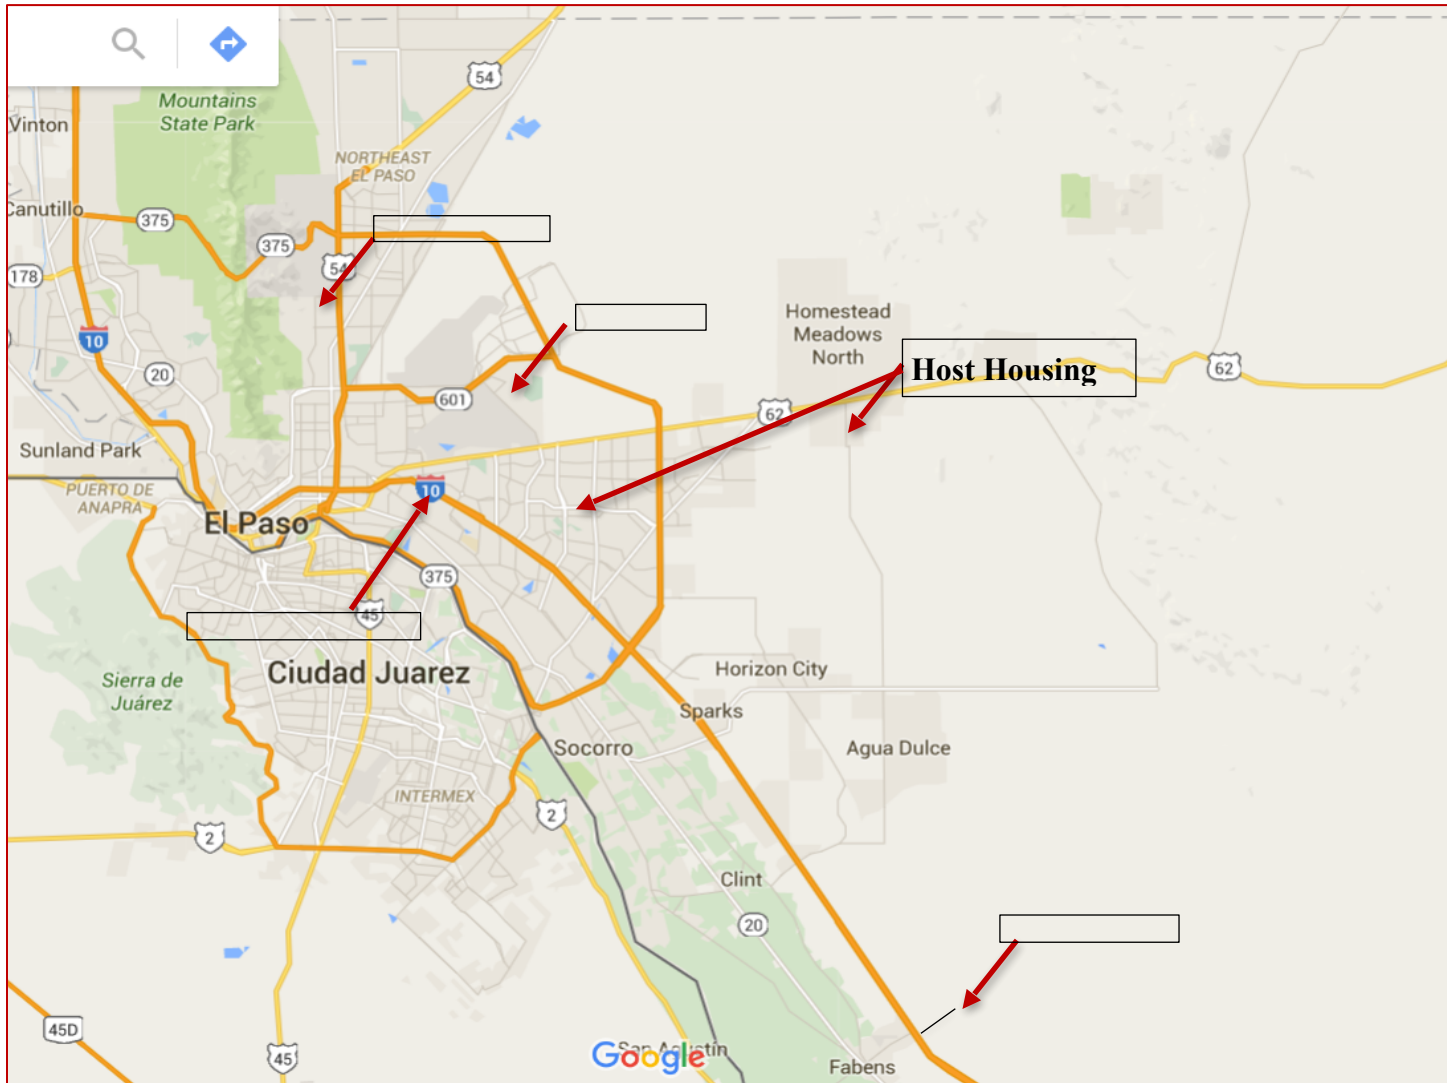 54
Mountains
State Park
Vinton
NORTHEAST
EL PASO
Canutillo
375
375
54
178
Homestead
Meadows
North
10
20
Host Housing
62
601
62
Sunland Park
PUERTO DE
ANAPRA
10
El Paso
375
45
Ciudad Juarez
Horizon City
Sierra de
Juárez
Sparks
Socorro
Agua Dulce
INTERMEX
2
2
Clint
20
45D
45
Google
San Agustín
Fabens